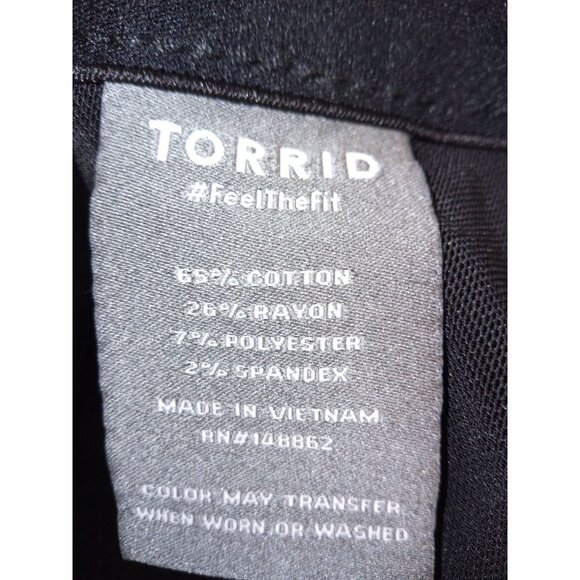 TORRID
#FeelTheFit
65% COTTON
26% RAYON
7% POLYESTER
2% SPANDEX
MADE IN VIETNAM
RN#148862
COLOR MAY TRANSFER
WHEN WORN OR WASHED